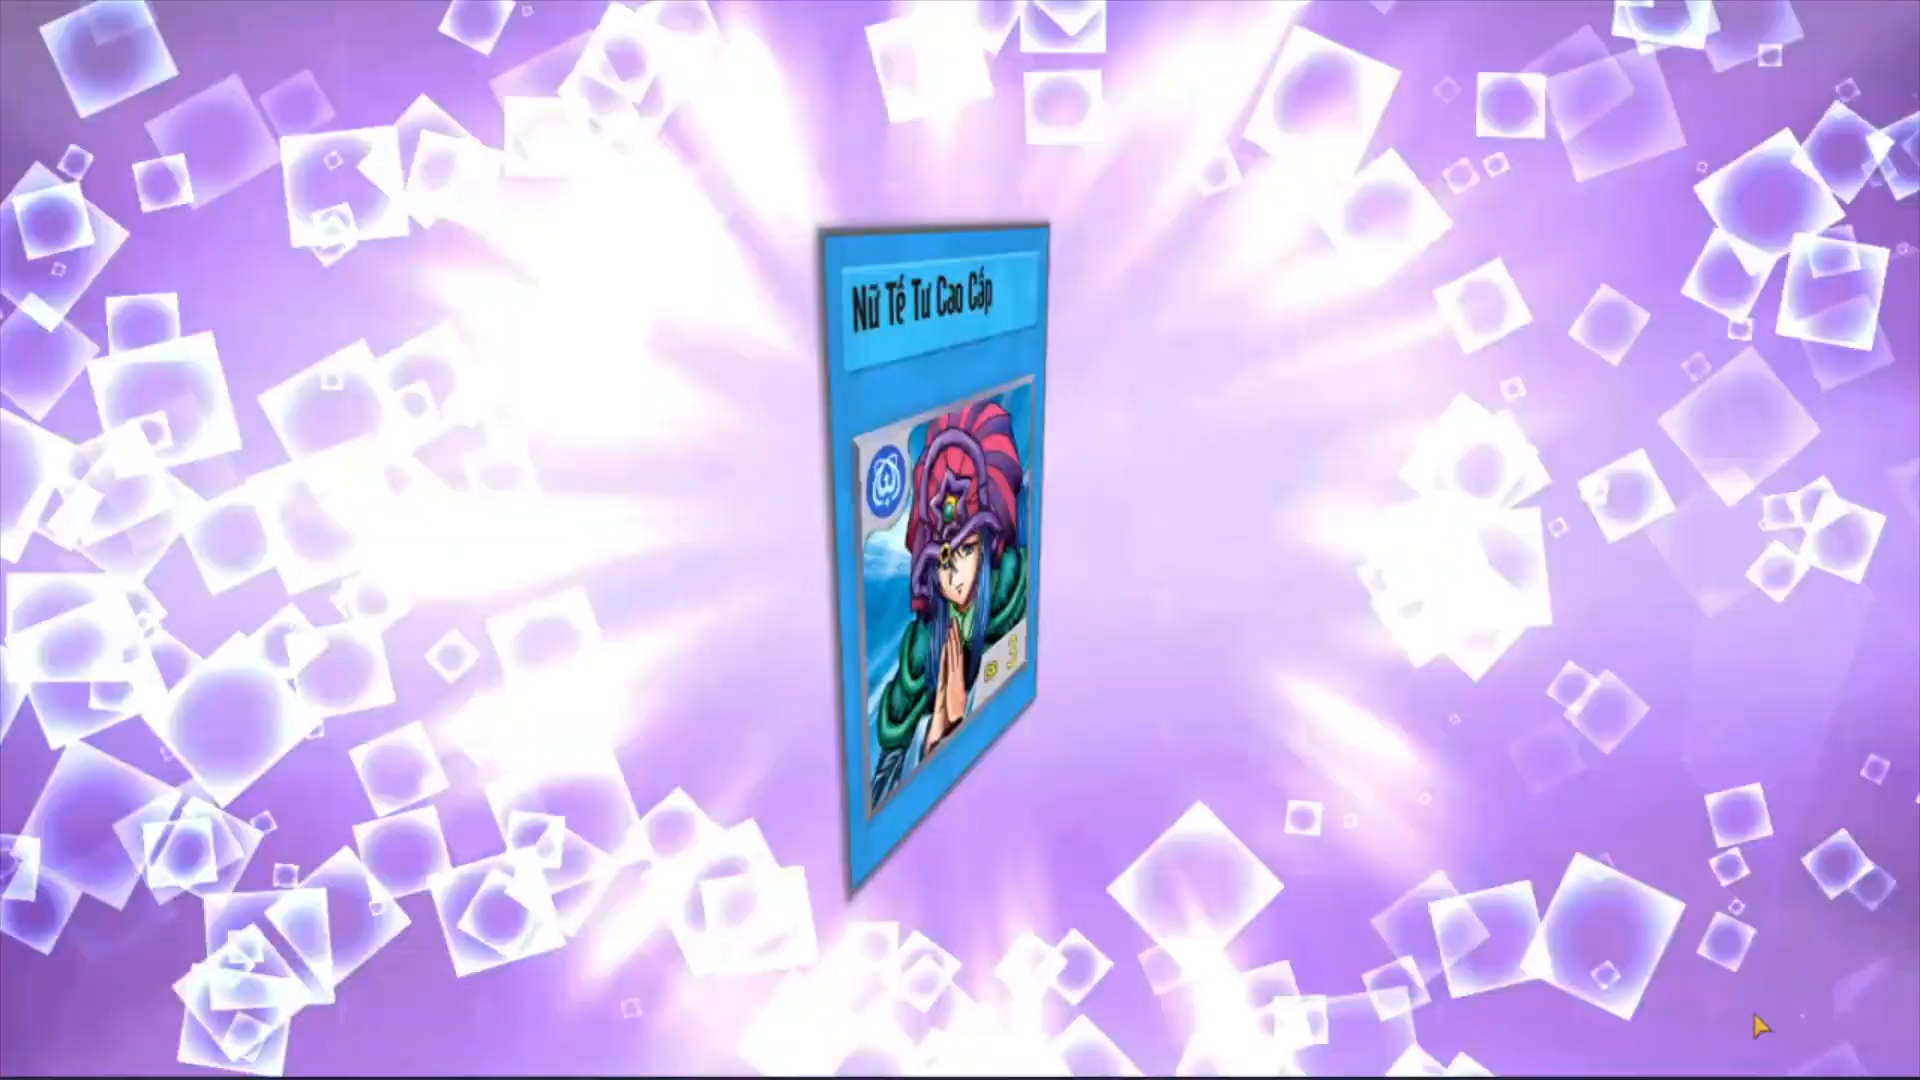 Nữ Tế Tư Cao Cấp